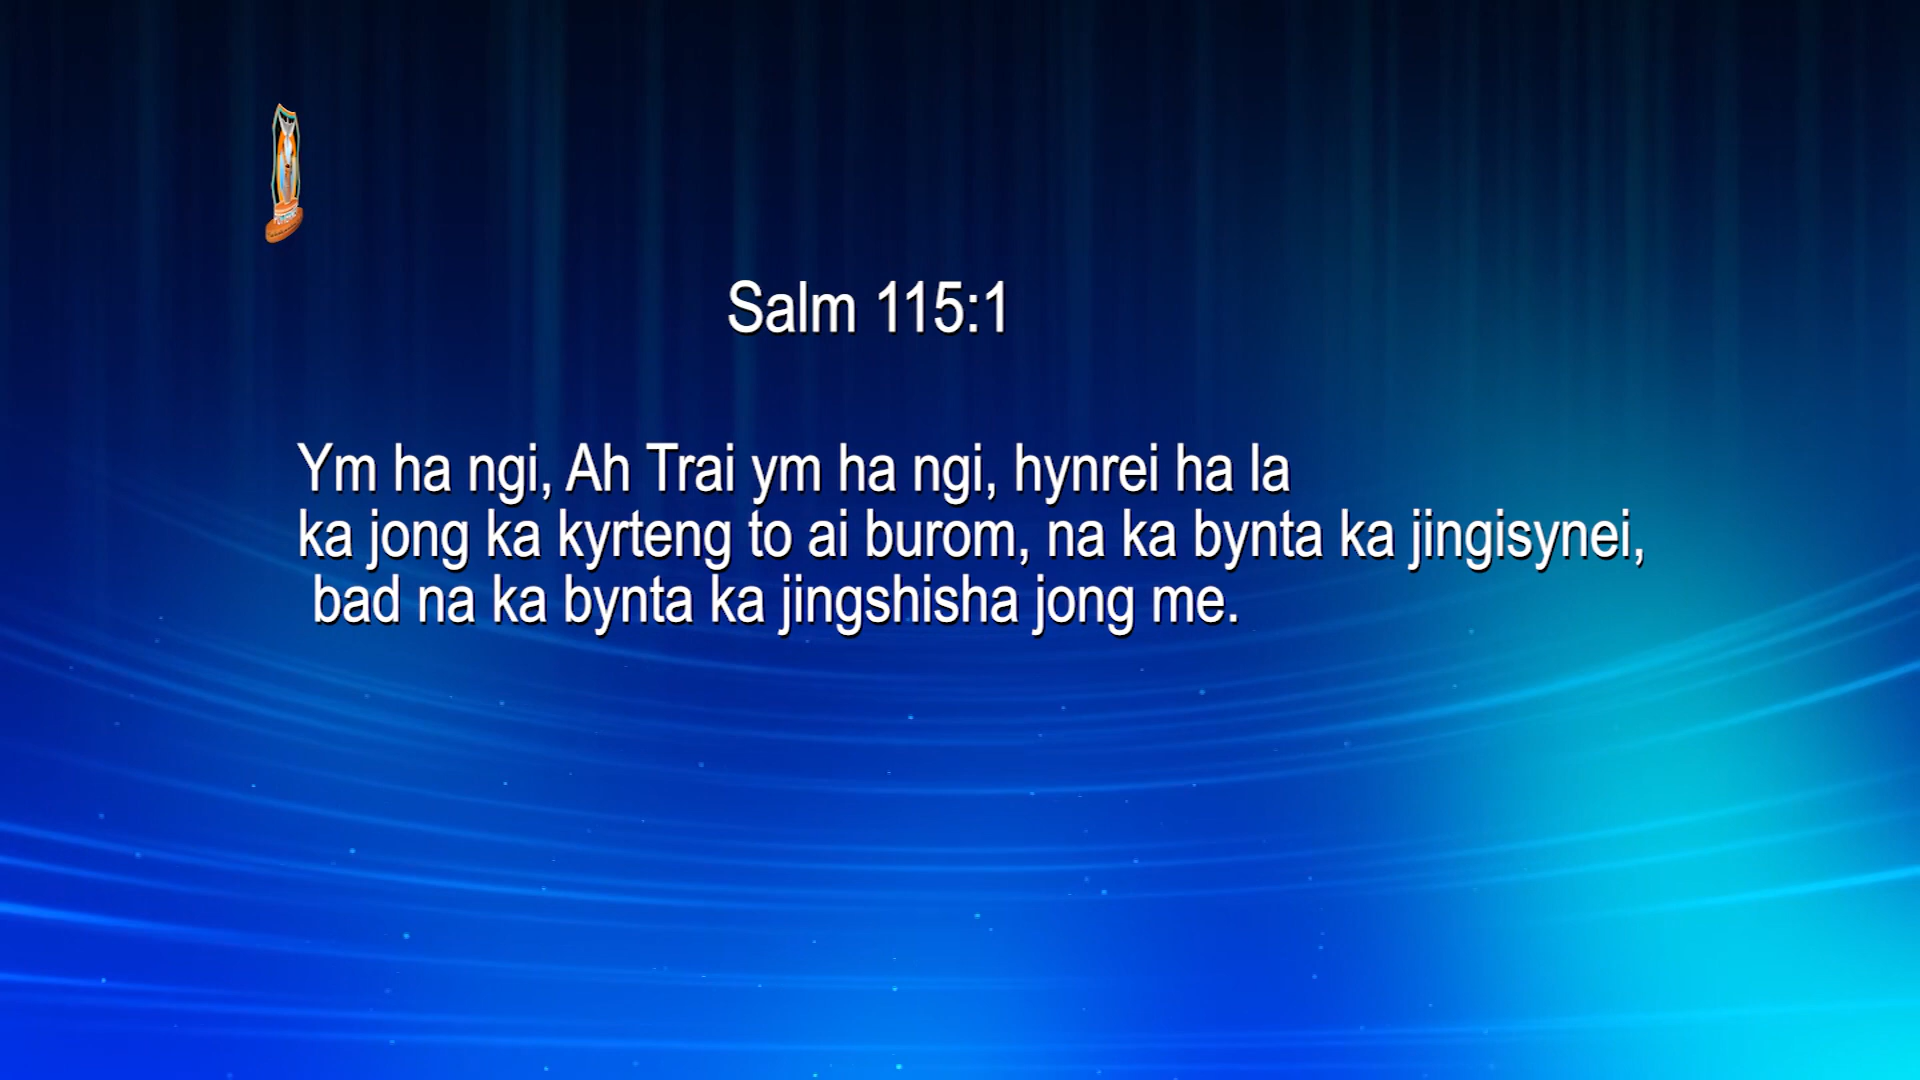 Salm 115:1
Ym ha ngi, Ah Trai ym ha ngi, hynrei ha la
ka jong ka kyrteng to ai burom, na ka bynta ka jingisynei,
bad na ka bynta ka jingshisha jong me.